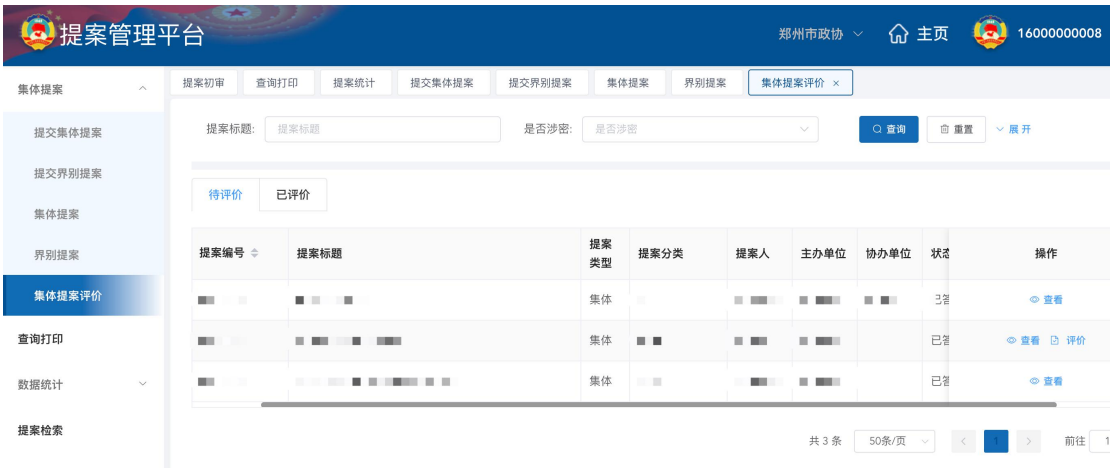 提案管理平台
郑州市政协
主页
16000000008
集体提案
提案初审 查询打印 提案统计 提交集体提案 提交界别提案 集体提案 界别提案 集体提案评价 ×
提案标题: 提案标题 是否涉密: 是否涉密 查询 重置 展开
提交集体提案
提交界别提案
集体提案
界别提案
集体提案评价
查询打印
数据统计
提案检索
待评价 已评价
提案编号 提案标题 提案类型 提案分类 提案人 主办单位 协办单位 操作
集体 查看
集体 已 查看 评价
集体 已 查看
共 3 条 50条/页 < 1 > 前往 1